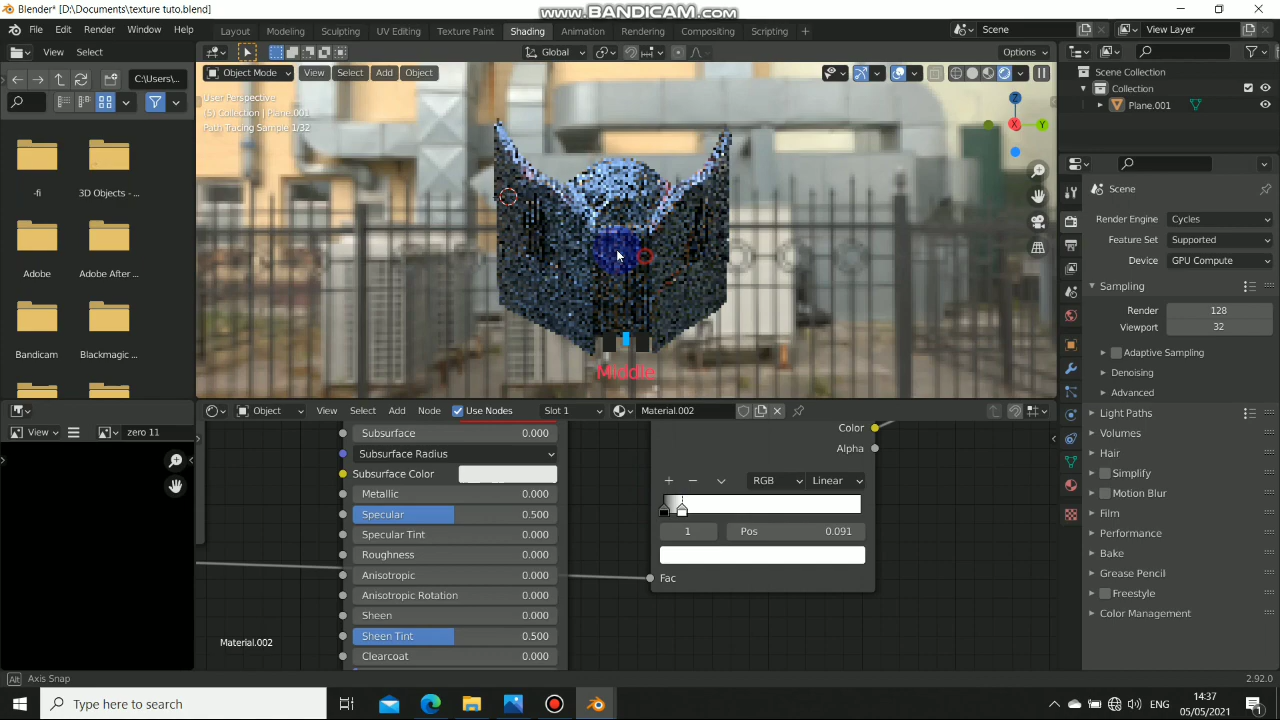 Blender* [D:\Documents\texture tuto.blend]
www.BANDICAM.com
File Edit Render Window Help
Layout Modeling Sculpting UV Editing Texture Paint Shading Animation Rendering Compositing Scripting +
Scene
View Layer
View Select
Global
Options
C:\Users\...
Object Mode View Select Add Object
User Perspective
(5) Collection | Plane.001
Path Tracing Sample 1/32
X
Y
Z
-fi
3D Objects - ...
Adobe
Adobe After ...
Bandicam
Blackmagic ...
Middle
Scene Collection
Collection
Plane.001
Scene
Render Engine Cycles
Feature Set Supported
Device GPU Compute
Sampling
Render 128
Viewport 32
Adaptive Sampling
Denoising
Advanced
Light Paths
Volumes
Hair
Simplify
Motion Blur
Film
Performance
Bake
Grease Pencil
Freestyle
Color Management
View
zero 11
Object View Select Add Node Use Nodes Slot 1 Material.002
Subsurface 0.000
Subsurface Radius
Subsurface Color
Metallic 0.000
Specular 0.500
Specular Tint 0.000
Roughness 0.000
Anisotropic 0.000
Anisotropic Rotation 0.000
Sheen 0.000
Sheen Tint 0.500
Clearcoat 0.000
Material.002
Color
Alpha
RGB Linear
1 Pos 0.091
Fac
Alt Axis Snap
2.92.0
Type here to search
ENG
14:37
05/05/2021
1